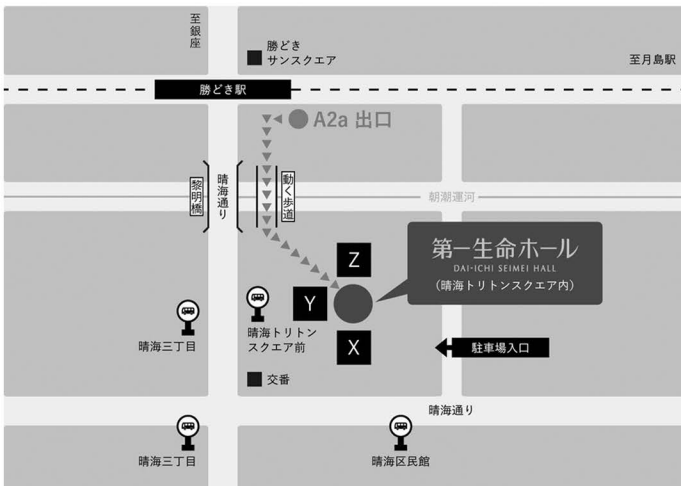 至銀座
勝どき
サンスクエア
至月島駅
勝どき駅
A2a 出口
黎明橋
晴海通り
動く歩道
朝潮運河
第一生命ホール
DAI-ICHI SEIMEI HALL
（晴海トリトンスクエア内）
Z
Y
X
晴海三丁目
晴海トリトン
スクエア前
駐車場入口
交番
晴海通り
晴海三丁目
晴海区民館